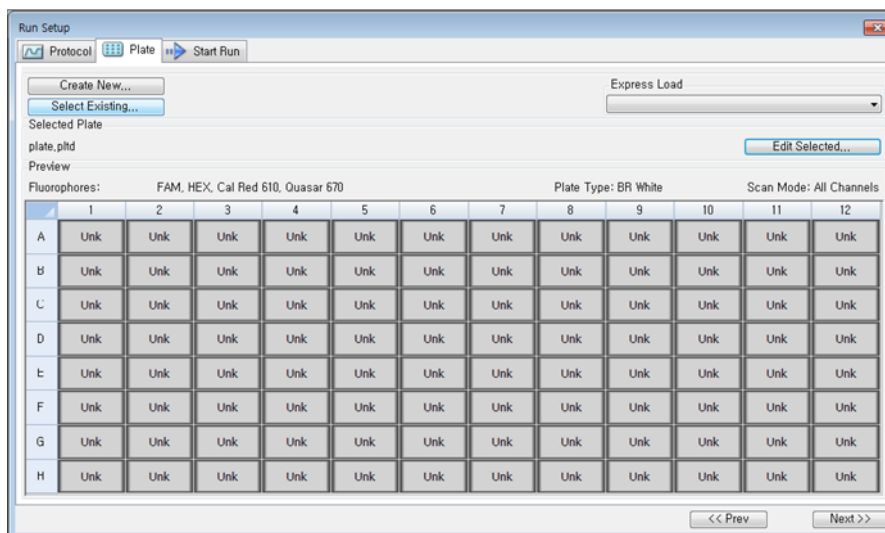 Run Setup
Protocol Plate Start Run
Create New... Express Load
Select Existing...
Selected Plate
plate.pltd Edit Selected...
Preview
Fluorophores: FAM, HEX, Cal Red 610, Quasar 670 Plate Type: BR White Scan Mode: All Channels
1 2 3 4 5 6 7 8 9 10 11 12
A Unk Unk Unk Unk Unk Unk Unk Unk Unk Unk Unk Unk
B Unk Unk Unk Unk Unk Unk Unk Unk Unk Unk Unk Unk
C Unk Unk Unk Unk Unk Unk Unk Unk Unk Unk Unk Unk
D Unk Unk Unk Unk Unk Unk Unk Unk Unk Unk Unk Unk
E Unk Unk Unk Unk Unk Unk Unk Unk Unk Unk Unk Unk
F Unk Unk Unk Unk Unk Unk Unk Unk Unk Unk Unk Unk
G Unk Unk Unk Unk Unk Unk Unk Unk Unk Unk Unk Unk
H Unk Unk Unk Unk Unk Unk Unk Unk Unk Unk Unk Unk
<< Prev Next >>